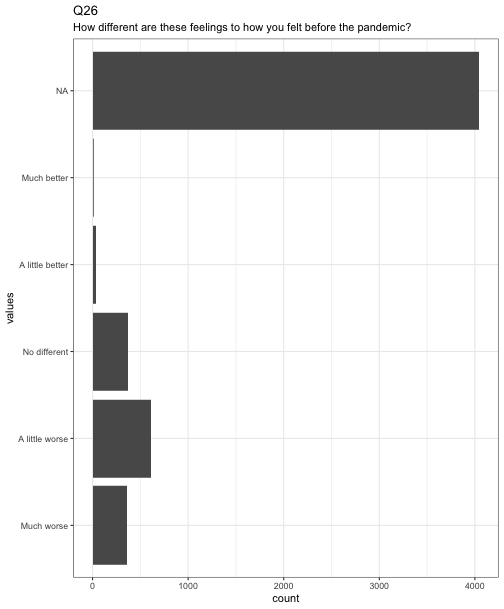 Q26
How different are these feelings to how you felt before the pandemic?
NA
Much better
A little better
No different
A little worse
Much worse
values
0 1000 2000 3000 4000
count